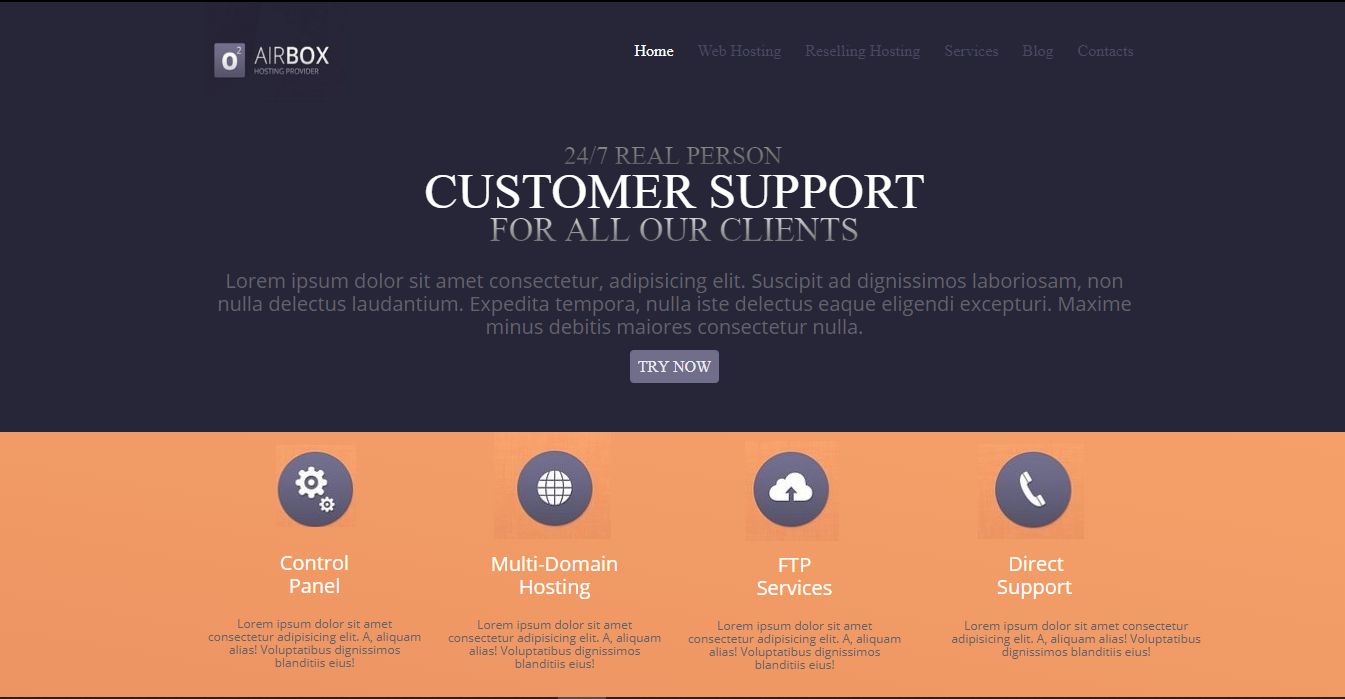 O2 AIRBOX
HOSTING PROVIDER
Home Web Hosting Reselling Hosting Services Blog Contacts
24/7 REAL PERSON
CUSTOMER SUPPORT
FOR ALL OUR CLIENTS
Lorem ipsum dolor sit amet consectetur, adipisicing elit. Suscipit ad dignissimos laboriosam, non
nulla delectus laudantium. Expedita tempora, nulla iste delectus eaque eligendi excepturi. Maxime
minus debitis maiores consectetur nulla.
TRY NOW
Control
Panel
Lorem ipsum dolor sit amet
consectetur adipisicing elit. A, aliquam
alias! Voluptatibus dignissimos
blanditiis eius!
Multi-Domain
Hosting
Lorem ipsum dolor sit amet
consectetur adipisicing elit. A, aliquam
alias! Voluptatibus dignissimos
blanditiis eius!
FTP
Services
Lorem ipsum dolor sit amet
consectetur adipisicing elit. A, aliquam
alias! Voluptatibus dignissimos
blanditiis eius!
Direct
Support
Lorem ipsum dolor sit amet consectetur
adipisicing elit. A, aliquam alias! Voluptatibus
dignissimos blanditiis eius!